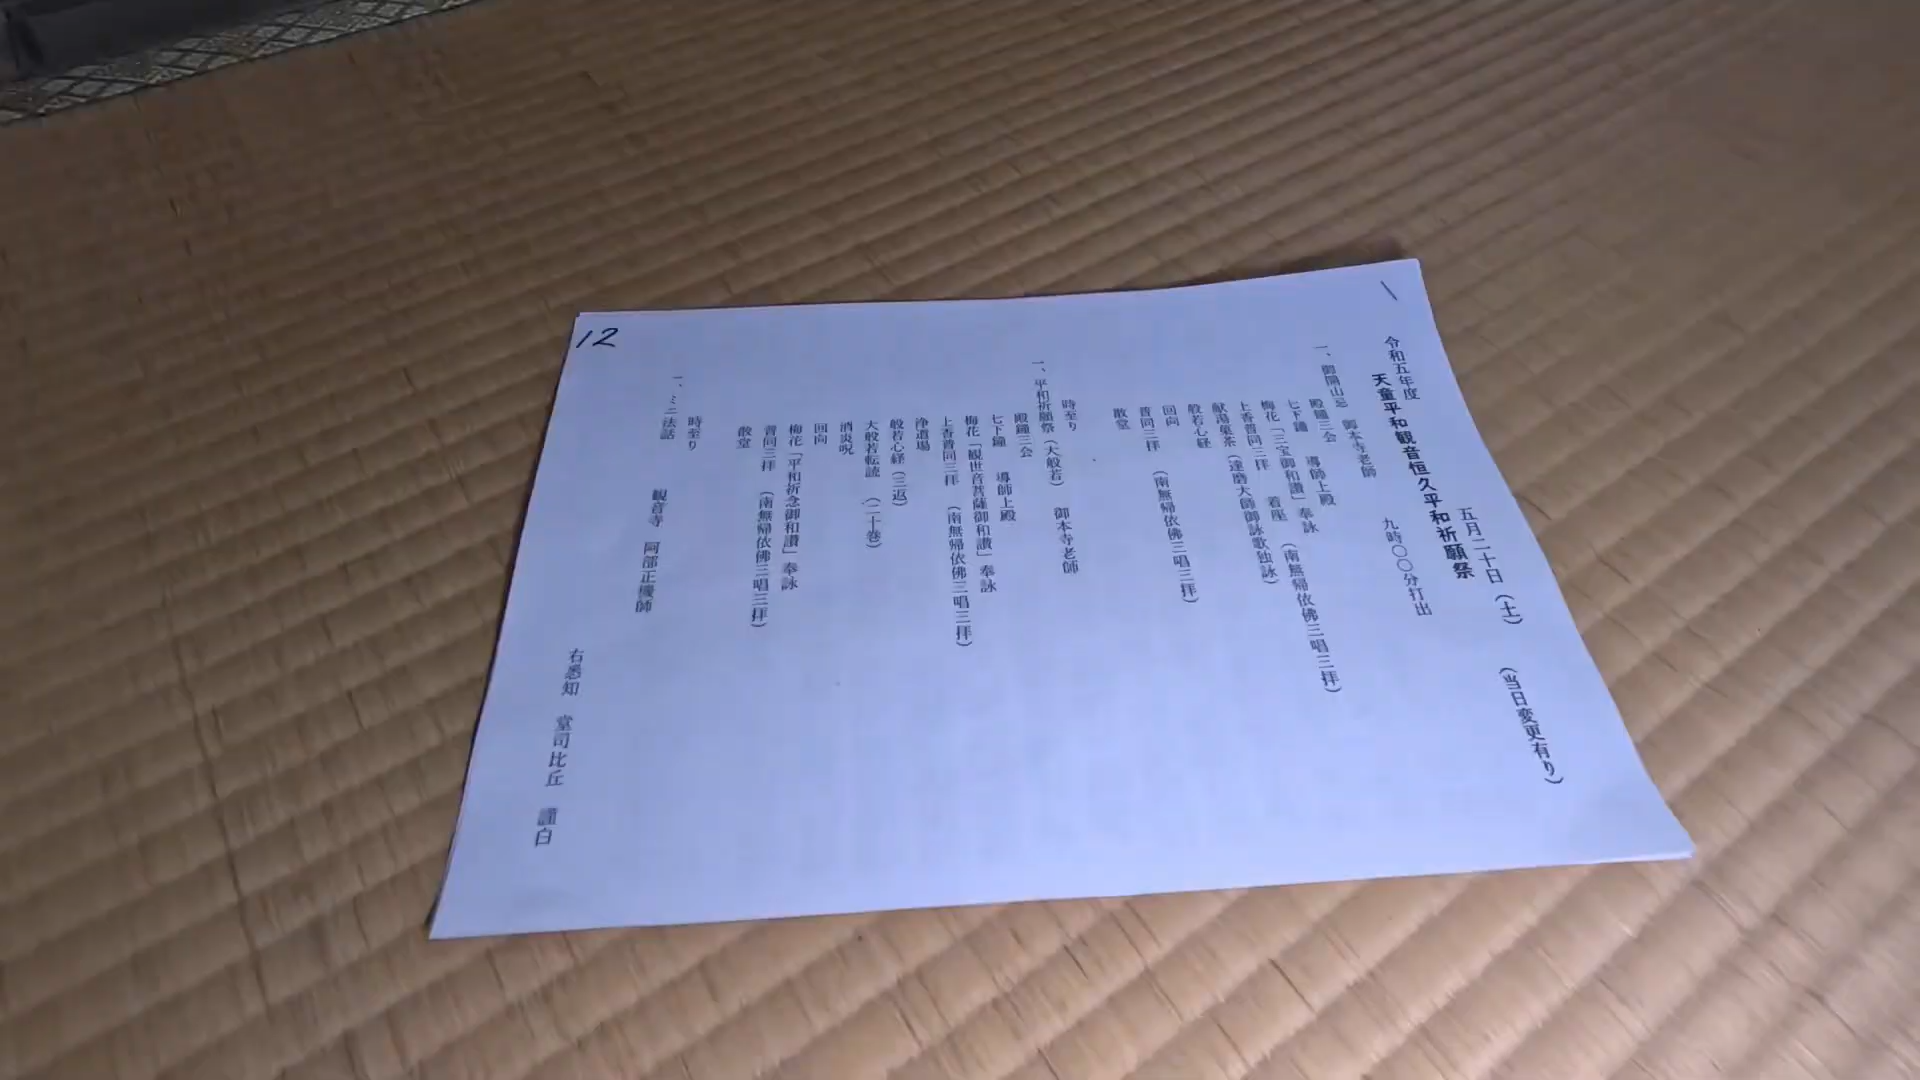 令和五年度
天童平和観音恒久平和祈願祭
五月二十日（土）　（当日変更有り）
九時〇〇分打出
一、御開山忌　御本寺老師
殿鐘三会　導師上殿
七下鐘
梅花「三宝御和讃」奉詠
上香普同三拝　着座　（南無帰依佛三唱三拝）
献湯菓茶（達磨大師御詠歌独詠）
般若心経
回向
普同三拝　（南無帰依佛三唱三拝）
散堂
時至り
一、平和祈願祭（大般若）　御本寺老師
殿鐘三会
七下鐘　導師上殿
梅花「観世音菩薩御和讃」奉詠
上香普同三拝　（南無帰依佛三唱三拝）
浄道場
般若心経（三返）
大般若転読　（二十巻）
消災呪
回向
梅花「平和祈念御和讃」奉詠
普同三拝　（南無帰依佛三唱三拝）
散堂
時至り
一、ミニ法話　観音寺　阿部正機師
右悉知　堂司比丘　謹白
12